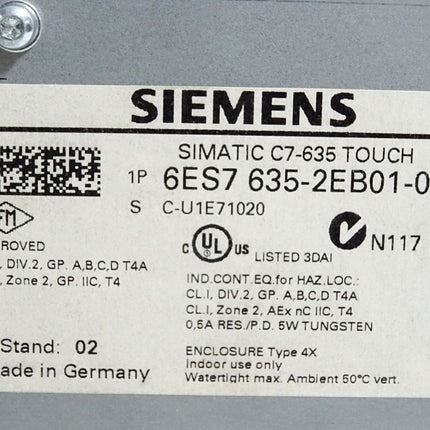 SIEMENS
SIMATIC C7-635 TOUCH
1P 6ES7 635-2EB01-0
S C-U1E71020
FM
ROVED
, DIV.2, GP. A,B,C,D T4A
, Zone 2, GP. IIC, T4
C UL US LISTED 3DAI
N117
IND.CONT.EQ.for HAZ.LOC.:
CL.I, DIV.2, GP. A,B,C,D T4A
CL.I, Zone 2, AEx nC IIC, T4
0,5A RES./P.D. 5W TUNGSTEN
Stand: 02
ade in Germany
ENCLOSURE Type 4X
Indoor use only
Watertight max. Ambient 50°C vert.